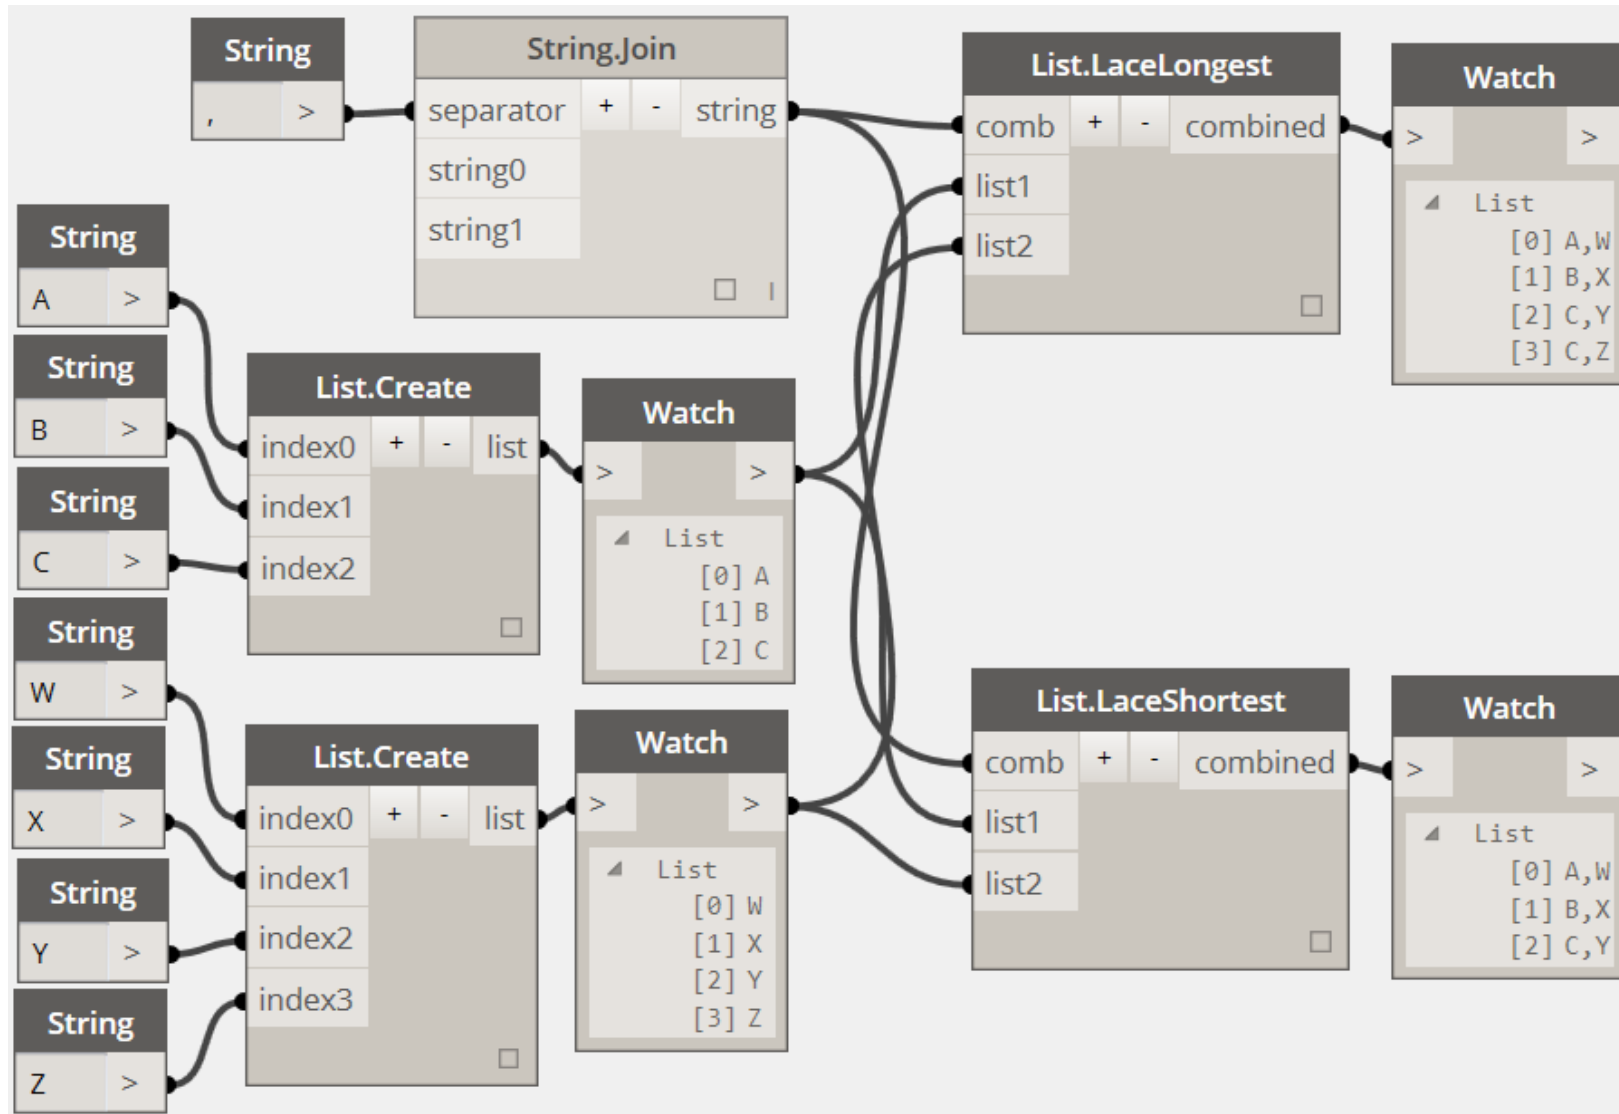 String
, >
String.Join
separator + - string
string0
string1
|
List.LaceLongest
comb + - combined
list1
list2
Watch
> >
List
[0] A,W
[1] B,X
[2] C,Y
[3] C,Z
String
A >
String
B >
String
C >
List.Create
index0 + - list
index1
index2
Watch
> >
List
[0] A
[1] B
[2] C
String
W >
String
X >
String
Y >
String
Z >
List.Create
index0 + - list
index1
index2
index3
Watch
> >
List
[0] W
[1] X
[2] Y
[3] Z
List.LaceShortest
comb + - combined
list1
list2
Watch
> >
List
[0] A,W
[1] B,X
[2] C,Y